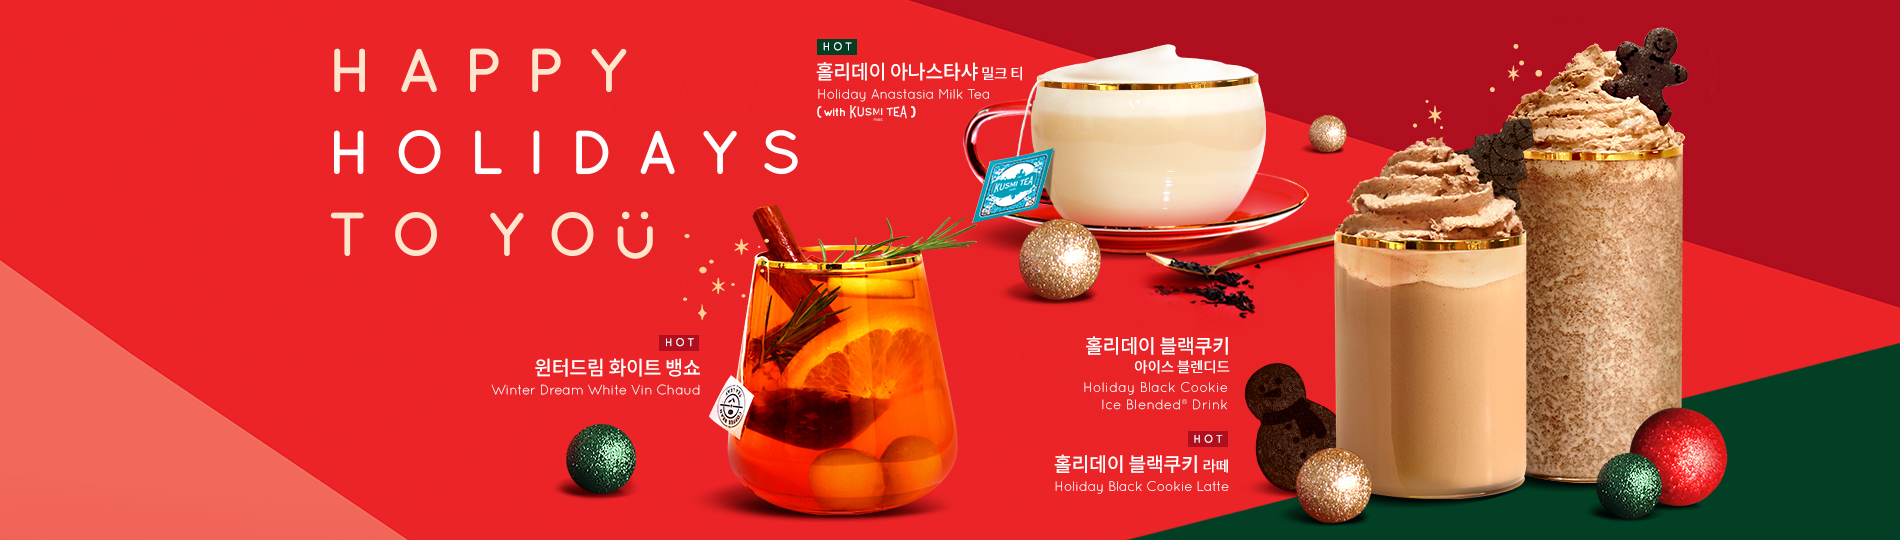 HAPPY
HOLIDAYS
TO YOÜ
HOT
홀리데이 아나스타샤 밀크 티
Holiday Anastasia Milk Tea
(with KUSMI TEA)
PARIS
KUSMI TEA
HOT
윈터드림 화이트 뱅쇼
Winter Dream White Vin Chaud
홀리데이 블랙쿠키
아이스 블렌디드
Holiday Black Cookie
Ice Blended® Drink
HOT
홀리데이 블랙쿠키 라떼
Holiday Black Cookie Latte